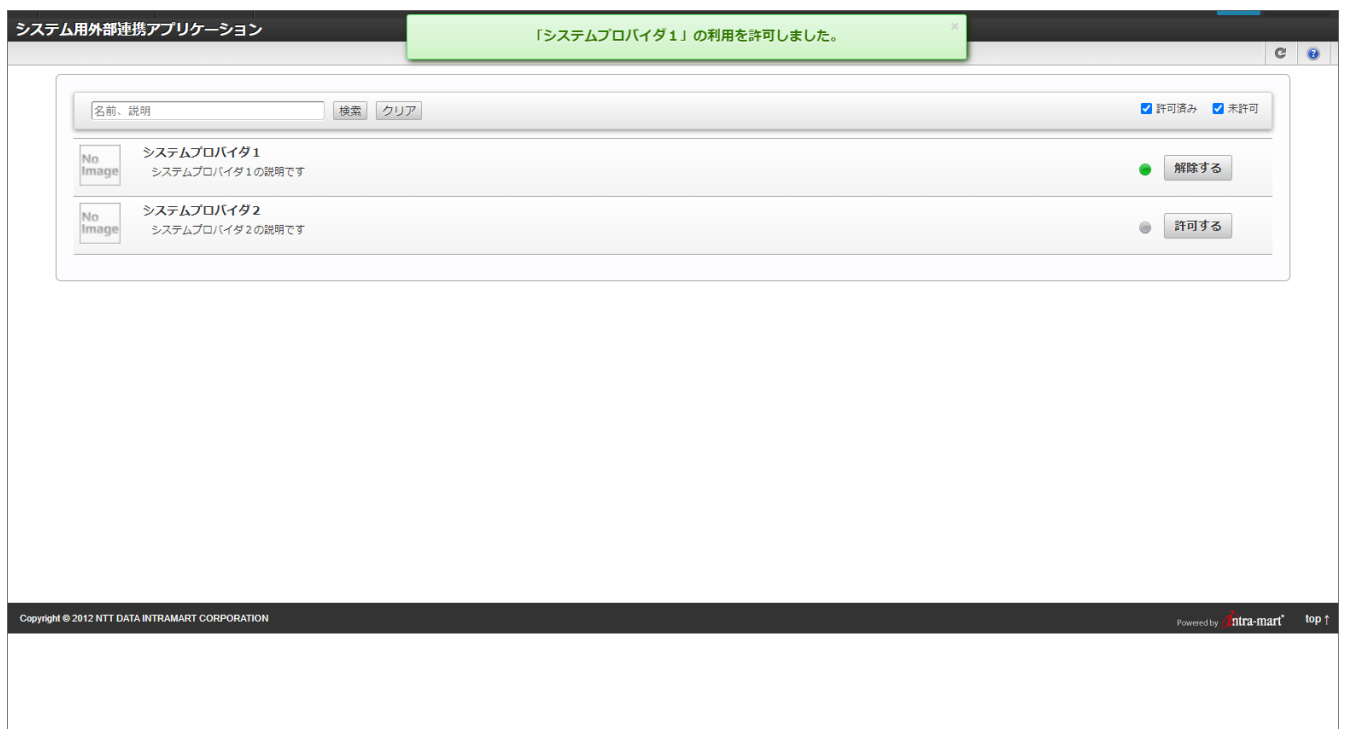 システム用外部連携アプリケーション
「システムプロバイダ１」の利用を許可しました。 ×
名前、説明 検索 クリア 許可済み 未許可
No
Image
システムプロバイダ１
システムプロバイダ１の説明です
解除する
No
Image
システムプロバイダ２
システムプロバイダ２の説明です
許可する
Copyright © 2012 NTT DATA INTRAMART CORPORATION
Powered by intra-mart® top ↑